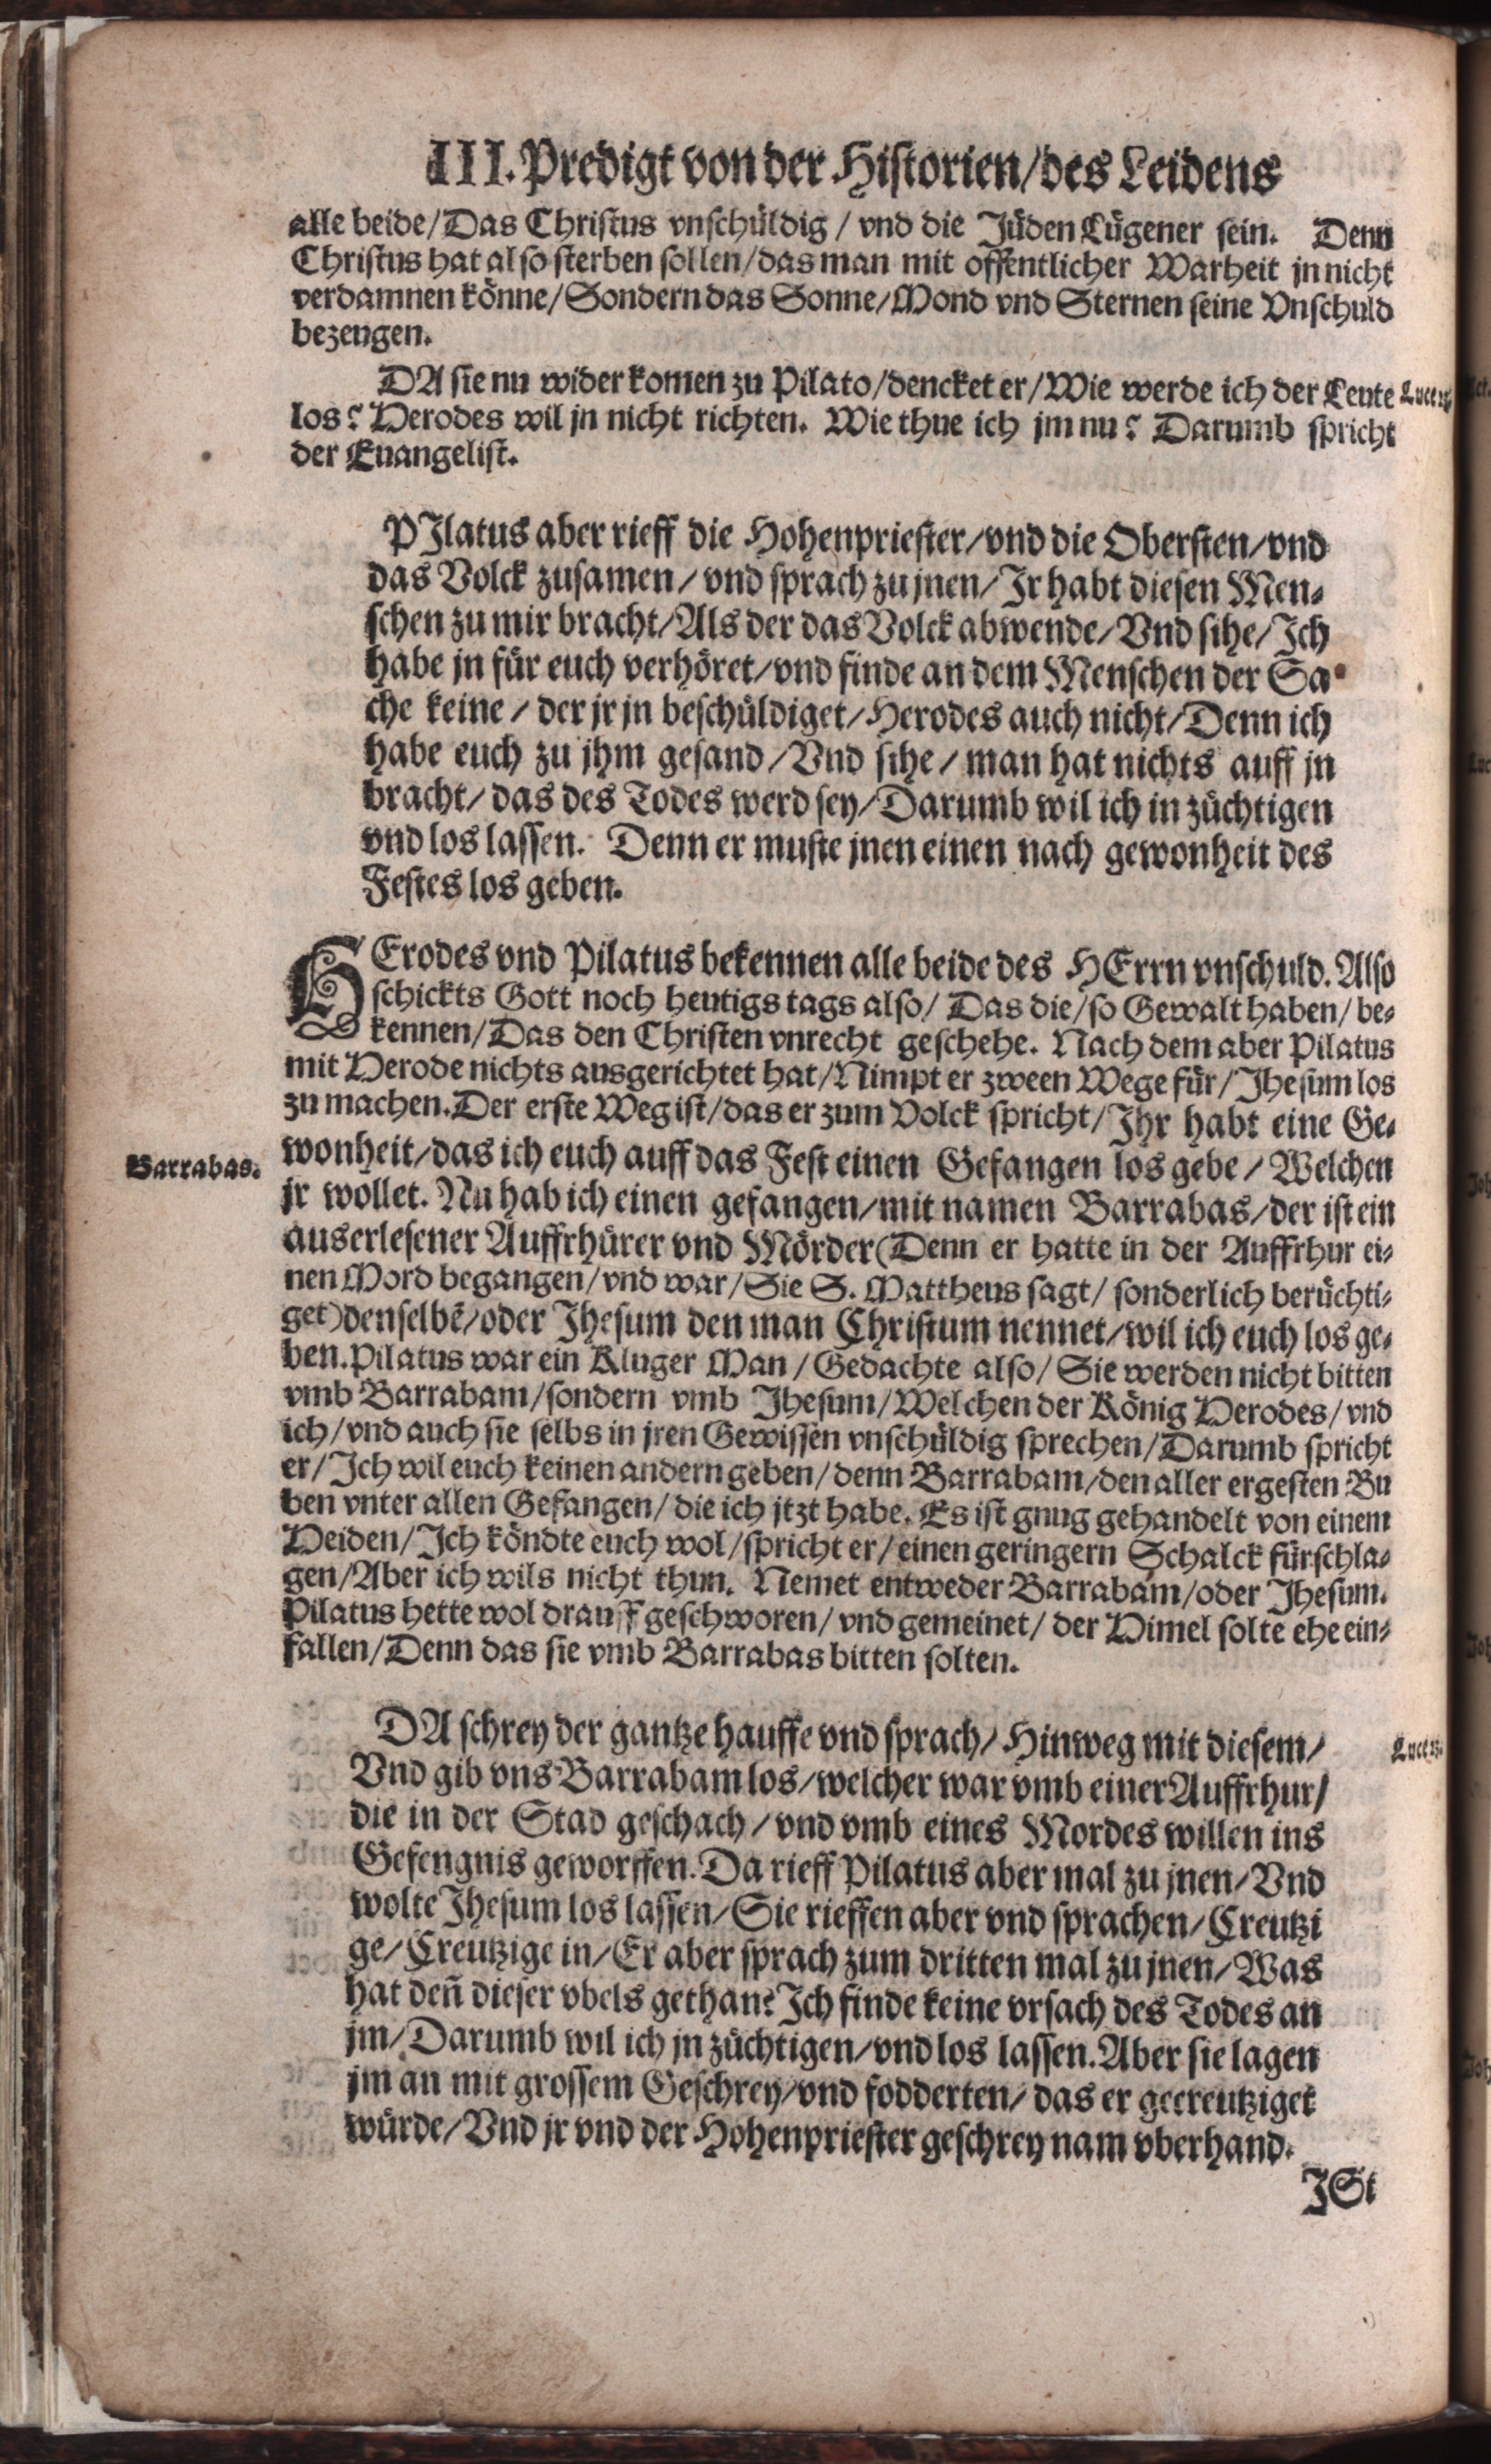 III. Predigt von der Historien/des Leidens
alle beide/Das Christus vnschüldig/vnd die Jüden Lügener sein. Denn
Christus hat also sterben sollen/das man mit offentlicher Warheit jn nicht
verdamnen könne/Sondern das Sonne/Mond vnd Sternen seine Vnschuld
bezeugen.
DA sie nu wider komen zu Pilato/dencket er/Wie werde ich der Leute
los? Herodes wil jn nicht richten. Wie thue ich jm nu? Darumb spricht
der Euangelist.
PIlatus aber rieff die Hohenpriester/vnd die Obersten/vnd
das Volck zusamen/vnd sprach zu jnen/Ir habt diesen Men-
schen zu mir bracht/Als der das Volck abwende/Vnd sihe/Ich
habe jn für euch verhöret/vnd finde an dem Menschen der Sa
che keine/der jr jn beschüldiget/Herodes auch nicht/Denn ich
habe euch zu jhm gesand/Vnd sihe/man hat nichts auff jn
bracht/das des Todes werd sey/Darumb wil ich in züchtigen
vnd los lassen. Denn er muste jnen einen nach gewonheit des
Festes los geben.
HErodes vnd Pilatus bekennen alle beide des HErrn vnschuld. Also
schickts Gott noch heutigs tags also/Das die/so Gewalt haben/be-
kennen/Das den Christen vnrecht geschehe. Nach dem aber Pilatus
mit Herode nichts ausgerichtet hat/Nimpt er zween Wege für/Jhesum los
zu machen. Der erste Weg ist/das er zum Volck spricht/Ihr habt eine Ge-
Barrabas.
wonheit/das ich euch auff das Fest einen Gefangen los gebe/Welchen
jr wollet. Nu hab ich einen gefangen/mit namen Barrabas/der ist ein
auserlesener Auffrhürer vnd Mörder(Denn er hatte in der Auffrhur ei-
nen Mord begangen/vnd war/Sie S. Mattheus sagt/sonderlich berüchti-
get)denselbē/oder Jhesum den man Christum nennet/wil ich euch los ge-
ben. Pilatus war ein Kluger Man/Gedachte also/Sie werden nicht bitten
vmb Barrabam/sondern vmb Jhesum/Welchen der König Herodes/vnd
ich/vnd auch sie selbs in jren Gewissen vnschüldig sprechen/Darumb spricht
er/Ich wil euch keinen andern geben/denn Barrabam/den aller ergesten Bu
ben vnter allen Gefangen/die ich jtzt habe. Es ist gnug gehandelt von einem
Heiden/Ich köndte euch wol/spricht er/einen geringern Schalck fürschla-
gen/Aber ich wils nicht thun. Nemet entweder Barrabam/oder Jhesum.
Pilatus hette wol drauff geschworen/vnd gemeinet/der Himel solte ehe ein-
fallen/Denn das sie vmb Barrabas bitten solten.
DA schrey der gantze hauffe vnd sprach/Hinweg mit diesem/
Vnd gib vns Barrabam los/welcher war vmb einer Auffrhur/
die in der Stad geschach/vnd vmb eines Mordes willen ins
Gefengnis geworffen. Da rieff Pilatus aber mal zu jnen/Vnd
wolte Jhesum los lassen/Sie rieffen aber vnd sprachen/Creutzi
ge/Creutzige in/Er aber sprach zum dritten mal zu jnen/Was
hat deñ dieser vbels gethan? Ich finde keine vrsach des Todes an
jm/Darumb wil ich jn züchtigen/vnd los lassen. Aber sie lagen
jm an mit grossem Geschrey/vnd fodderten/das er gecreutziget
würde/Vnd jr vnd der Hohenpriester geschrey nam vberhand.
ISt